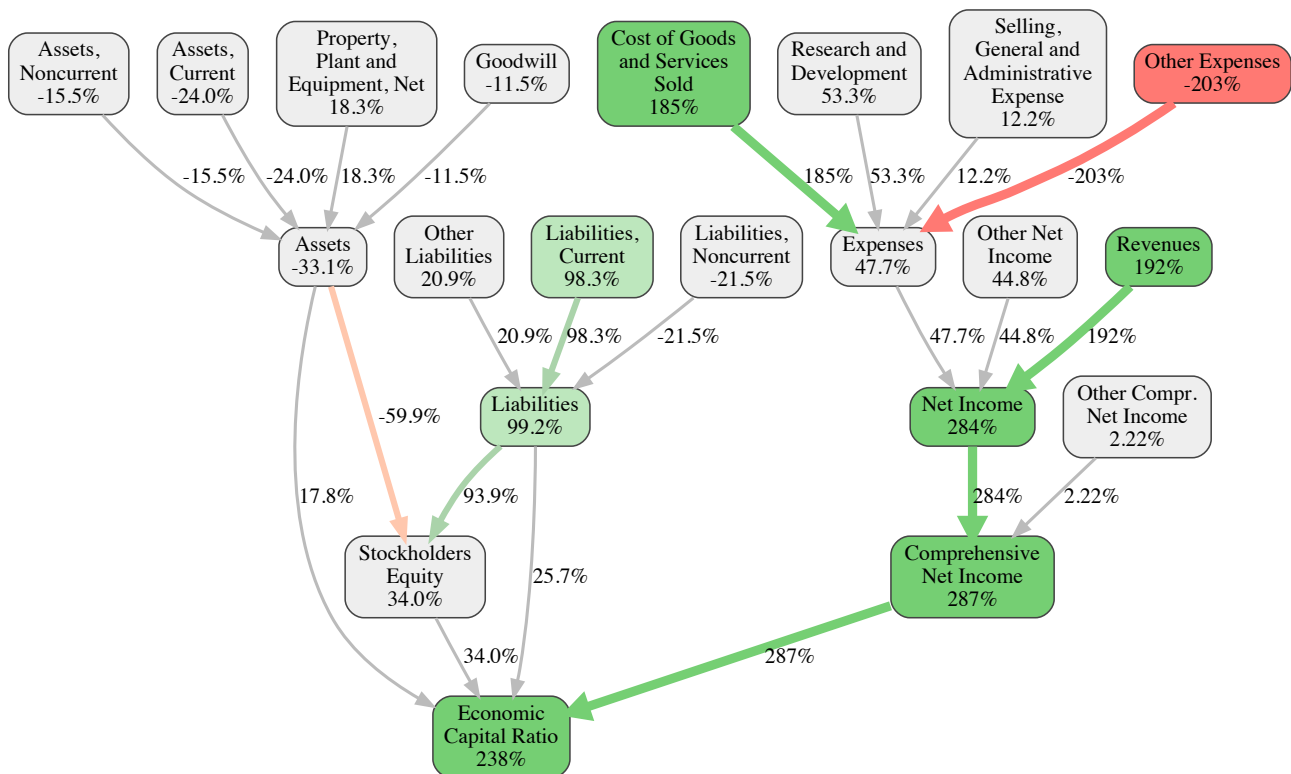 Assets,
Noncurrent
-15.5%
Assets,
Current
-24.0%
Property,
Plant and
Equipment, Net
18.3%
Goodwill
-11.5%
Cost of Goods
and Services
Sold
185%
Research and
Development
53.3%
Selling,
General and
Administrative
Expense
12.2%
Other Expenses
-203%
-15.5%
-24.0%
18.3%
-11.5%
185%
53.3%
12.2%
-203%
Assets
-33.1%
Other
Liabilities
20.9%
Liabilities,
Current
98.3%
Liabilities,
Noncurrent
-21.5%
Expenses
47.7%
Other Net
Income
44.8%
Revenues
192%
20.9%
98.3%
-21.5%
47.7%
44.8%
192%
-59.9%
Liabilities
99.2%
Net Income
284%
Other Compr.
Net Income
2.22%
17.8%
93.9%
284%
2.22%
Stockholders
Equity
34.0%
25.7%
Comprehensive
Net Income
287%
34.0%
287%
Economic
Capital Ratio
238%